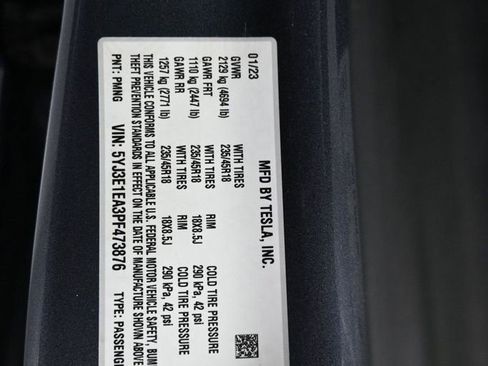 MFD BY TESLA, INC.
01/23
GVWR
2129 kg (4694 lb)
GAWR FRT WITH TIRES RIM COLD TIRE PRESSURE
1110 kg (2447 lb) 235/45R18 18X8.5J 290 kPa, 42 psi
GAWR RR WITH TIRES RIM COLD TIRE PRESSURE
1257 kg (2771 lb) 235/45R18 18X8.5J 290 kPa, 42 psi
THIS VEHICLE CONFORMS TO ALL APPLICABLE U.S. FEDERAL MOTOR VEHICLE SAFETY, BUM
THEFT PREVENTION STANDARDS IN EFFECT ON THE DATE OF MANUFACTURE SHOWN ABOVE
PNT: PMNG VIN: 5YJ3E1EA3PF473876 TYPE: PASSENG